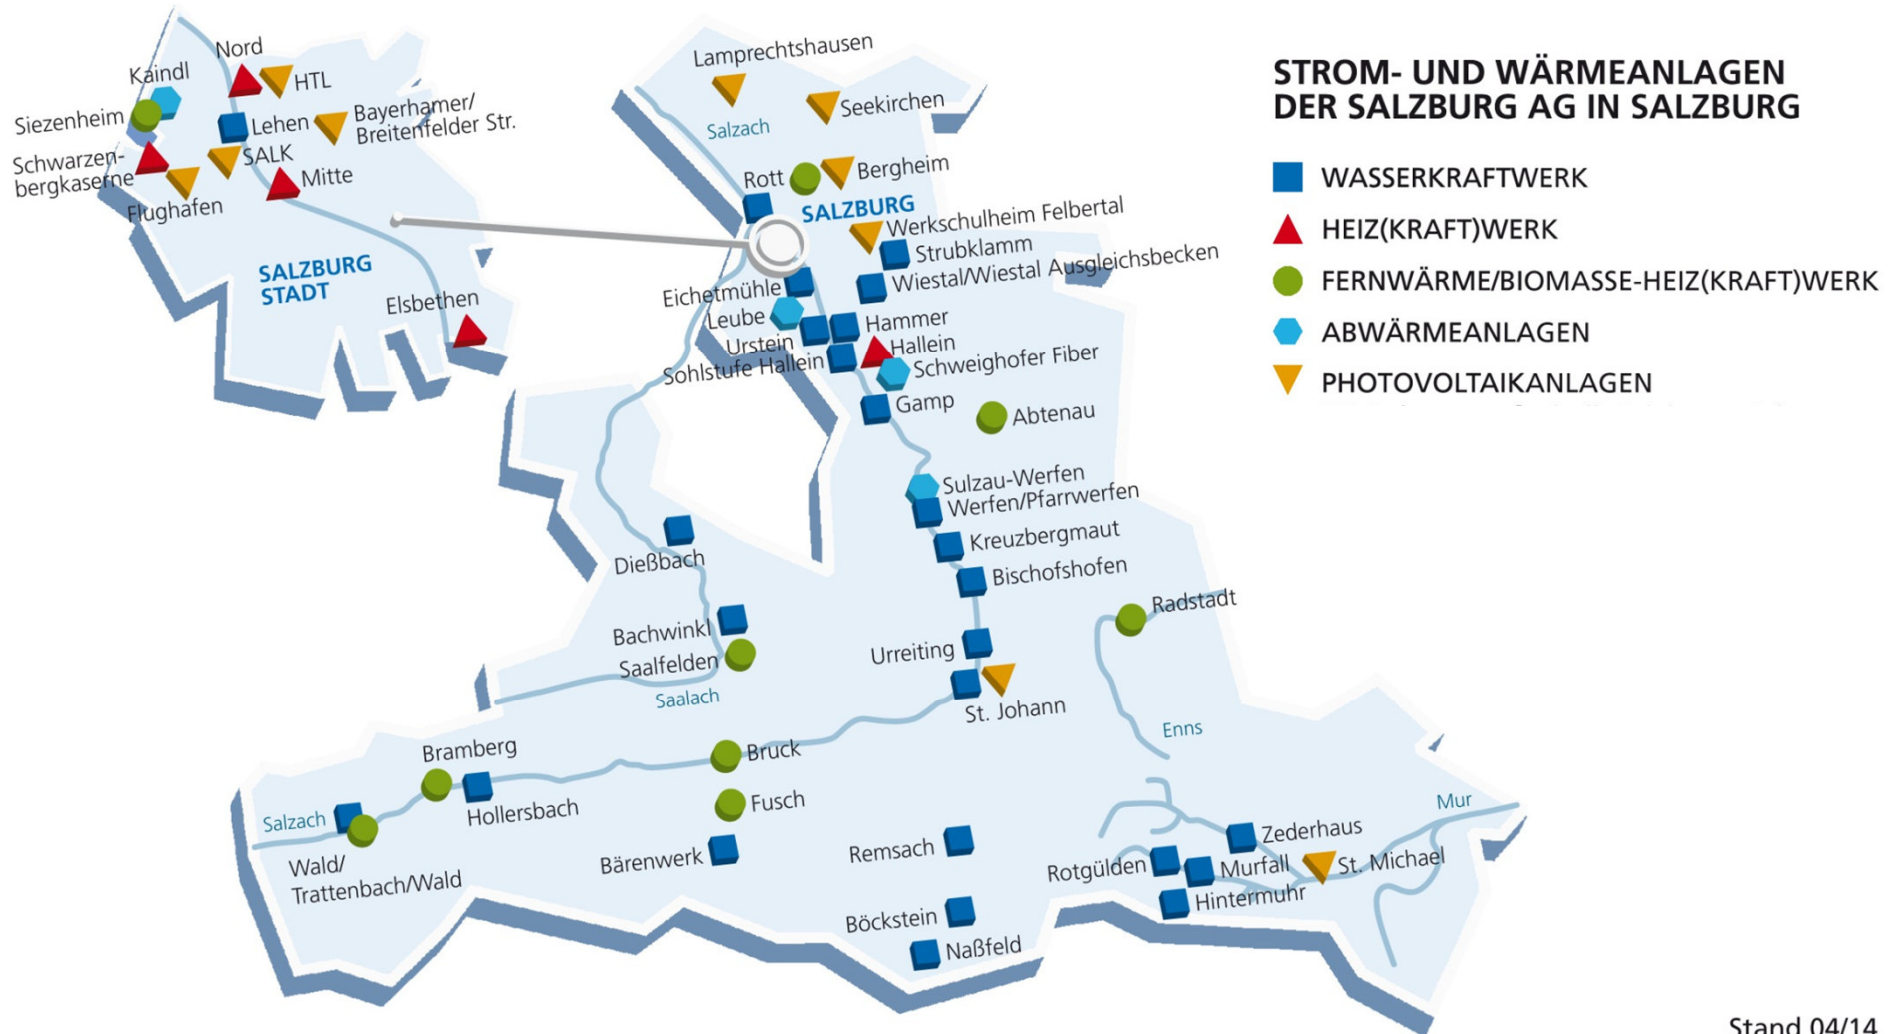 STROM- UND WÄRMEANLAGEN
DER SALZBURG AG IN SALZBURG
WASSERKRAFTWERK
HEIZ(KRAFT)WERK
FERNWÄRME/BIOMASSE-HEIZ(KRAFT)WERK
ABWÄRMEANLAGEN
PHOTOVOLTAIKANLAGEN
Nord
Kaindl
HTL
Siezenheim
Lehen
Bayerhamer/
Breitenfelder Str.
Schwarzen-
bergkaserne
SALK
Mitte
Flughafen
SALZBURG
STADT
Elsbethen
Lamprechtshausen
Seekirchen
Salzach
Rott
Bergheim
SALZBURG
Werkschulheim Felbertal
Strubklamm
Wiestal/Wiestal Ausgleichsbecken
Eichetmühle
Leube
Hammer
Urstein
Hallein
Sohlstufe Hallein
Schweighofer Fiber
Gamp
Abtenau
Sulzau-Werfen
Werfen/Pfarrwerfen
Kreuzbergmaut
Dießbach
Bischofshofen
Radstadt
Bachwinkl
Urreiting
Saalfelden
Saalach
St. Johann
Enns
Bramberg
Bruck
Hollersbach
Fusch
Salzach
Wald/
Trattenbach/Wald
Bärenwerk
Remsach
Mur
Zederhaus
Rotgülden
Murfall
St. Michael
Hintermuhr
Böckstein
Naßfeld
Stand 04/14